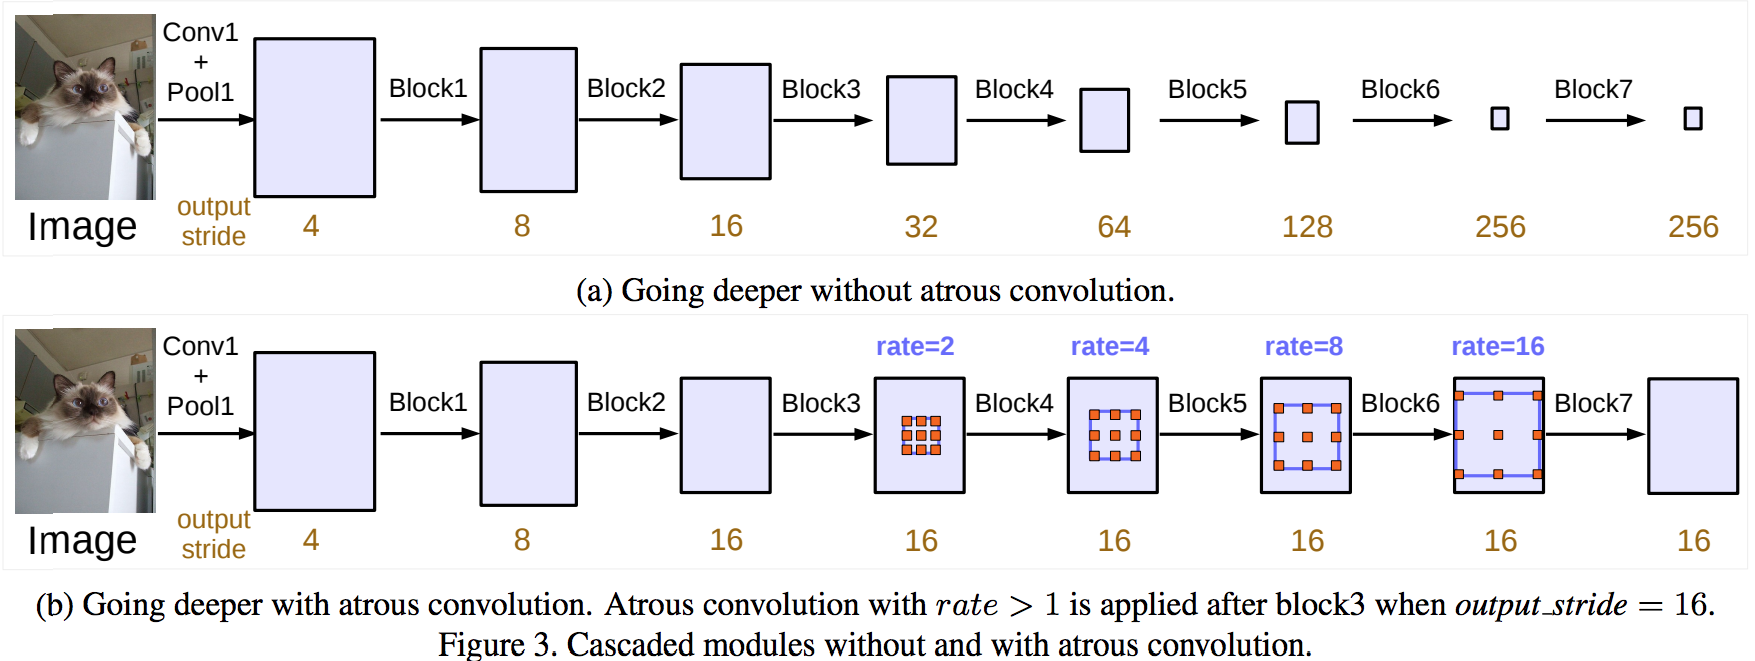 Conv1
+
Pool1
Block1 Block2 Block3 Block4 Block5 Block6 Block7
Image
output
stride
4 8 16 32 64 128 256 256
(a) Going deeper without atrous convolution.
rate=2 rate=4 rate=8 rate=16
Conv1
+
Pool1
Block1 Block2 Block3 Block4 Block5 Block6 Block7
Image
output
stride
4 8 16 16 16 16 16 16
(b) Going deeper with atrous convolution. Atrous convolution with rate > 1 is applied after block3 when output_stride = 16.
Figure 3. Cascaded modules without and with atrous convolution.